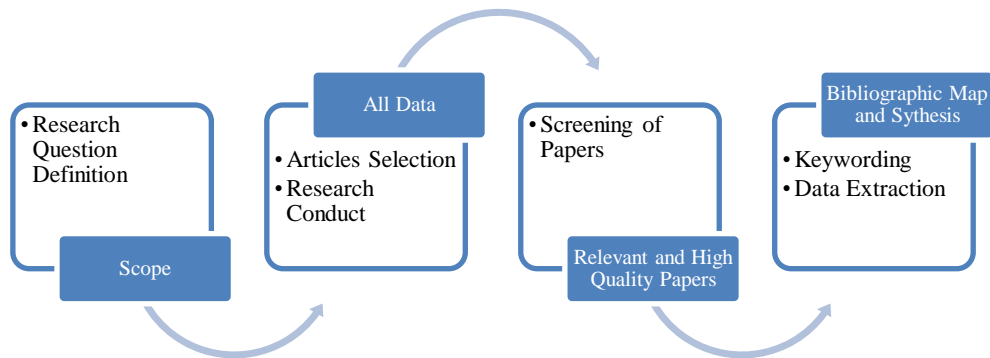 • Research
Question
Definition
Scope
All Data
• Articles Selection
• Research
Conduct
• Screening of
Papers
Relevant and High
Quality Papers
Bibliographic Map
and Sythesis
• Keywording
• Data Extraction